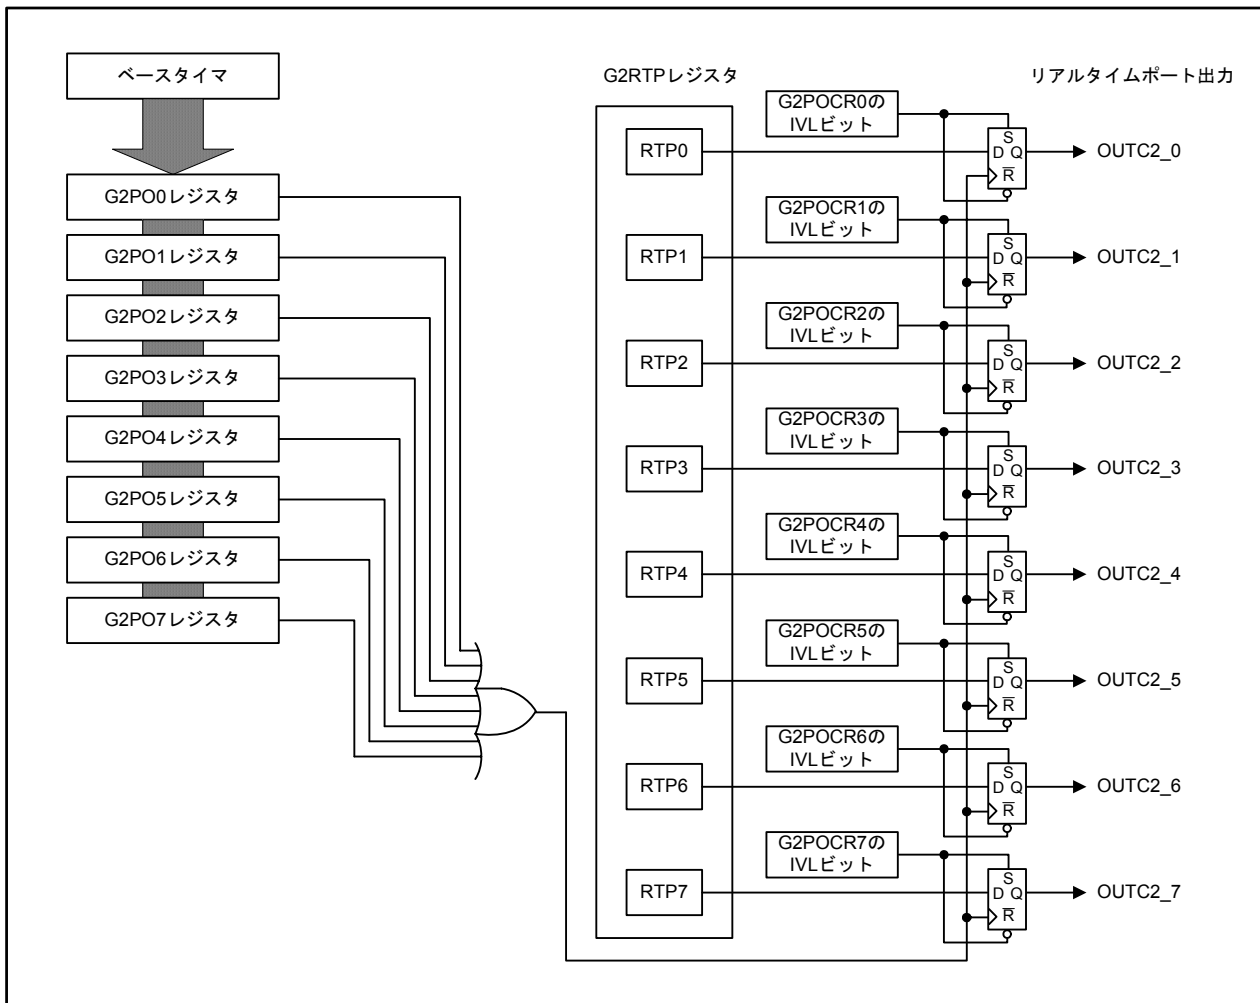 ベースタイマ
G2PO0レジスタ
G2PO1レジスタ
G2PO2レジスタ
G2PO3レジスタ
G2PO4レジスタ
G2PO5レジスタ
G2PO6レジスタ
G2PO7レジスタ
G2RTPレジスタ
リアルタイムポート出力
G2POCR0の
IVLビット
RTP0
S
D Q
R
OUTC2_0
G2POCR1の
IVLビット
RTP1
S
D Q
R
OUTC2_1
G2POCR2の
IVLビット
RTP2
S
D Q
R
OUTC2_2
G2POCR3の
IVLビット
RTP3
S
D Q
R
OUTC2_3
G2POCR4の
IVLビット
RTP4
S
D Q
R
OUTC2_4
G2POCR5の
IVLビット
RTP5
S
D Q
R
OUTC2_5
G2POCR6の
IVLビット
RTP6
S
D Q
R
OUTC2_6
G2POCR7の
IVLビット
RTP7
S
D Q
R
OUTC2_7